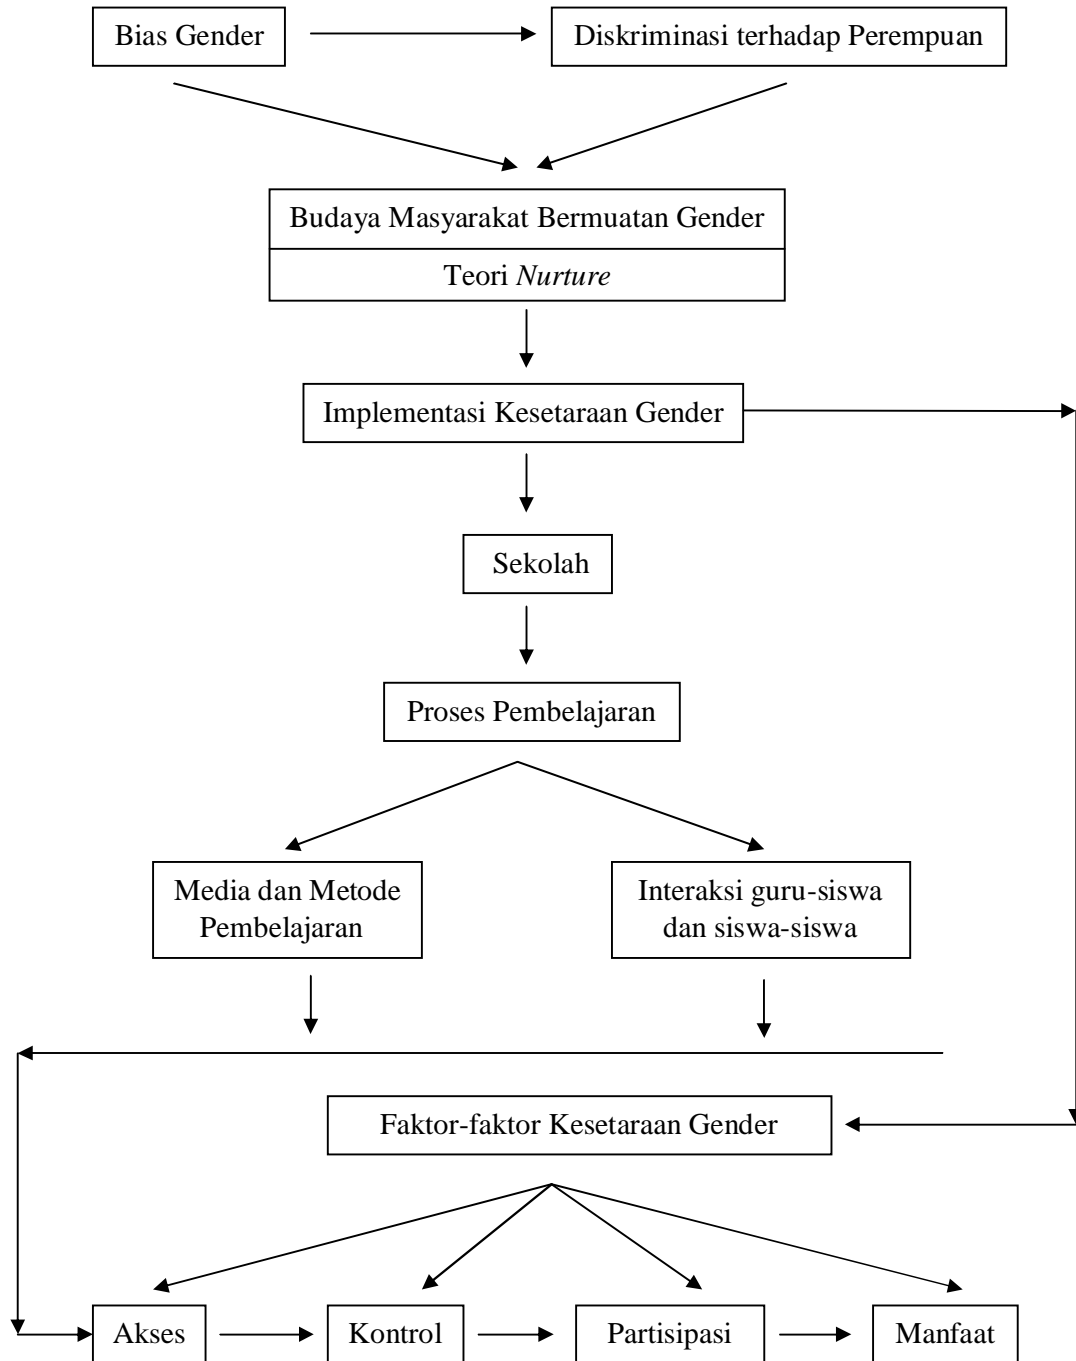 Bias Gender
Diskriminasi terhadap Perempuan
Budaya Masyarakat Bermuatan Gender
Teori Nurture
Implementasi Kesetaraan Gender
Sekolah
Proses Pembelajaran
Media dan Metode
Pembelajaran
Interaksi guru-siswa
dan siswa-siswa
Faktor-faktor Kesetaraan Gender
Akses
Kontrol
Partisipasi
Manfaat